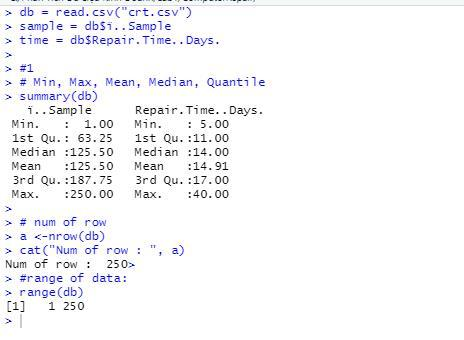 > db = read.csv("crt.csv")
> sample = db$ï..Sample
> time = db$Repair.Time..Days.
>
> #1
> # Min, Max, Mean, Median, Quantile
> summary(db)
ï..Sample Repair.Time..Days.
Min. : 1.00 Min. : 5.00
1st Qu.: 63.25 1st Qu.:11.00
Median :125.50 Median :14.00
Mean :125.50 Mean :14.91
3rd Qu.:187.75 3rd Qu.:17.00
Max. :250.00 Max. :40.00
>
> # num of row
> a <-nrow(db)
> cat("Num of row : ", a)
Num of row : 250>
> #range of data:
> range(db)
[1] 1 250
>